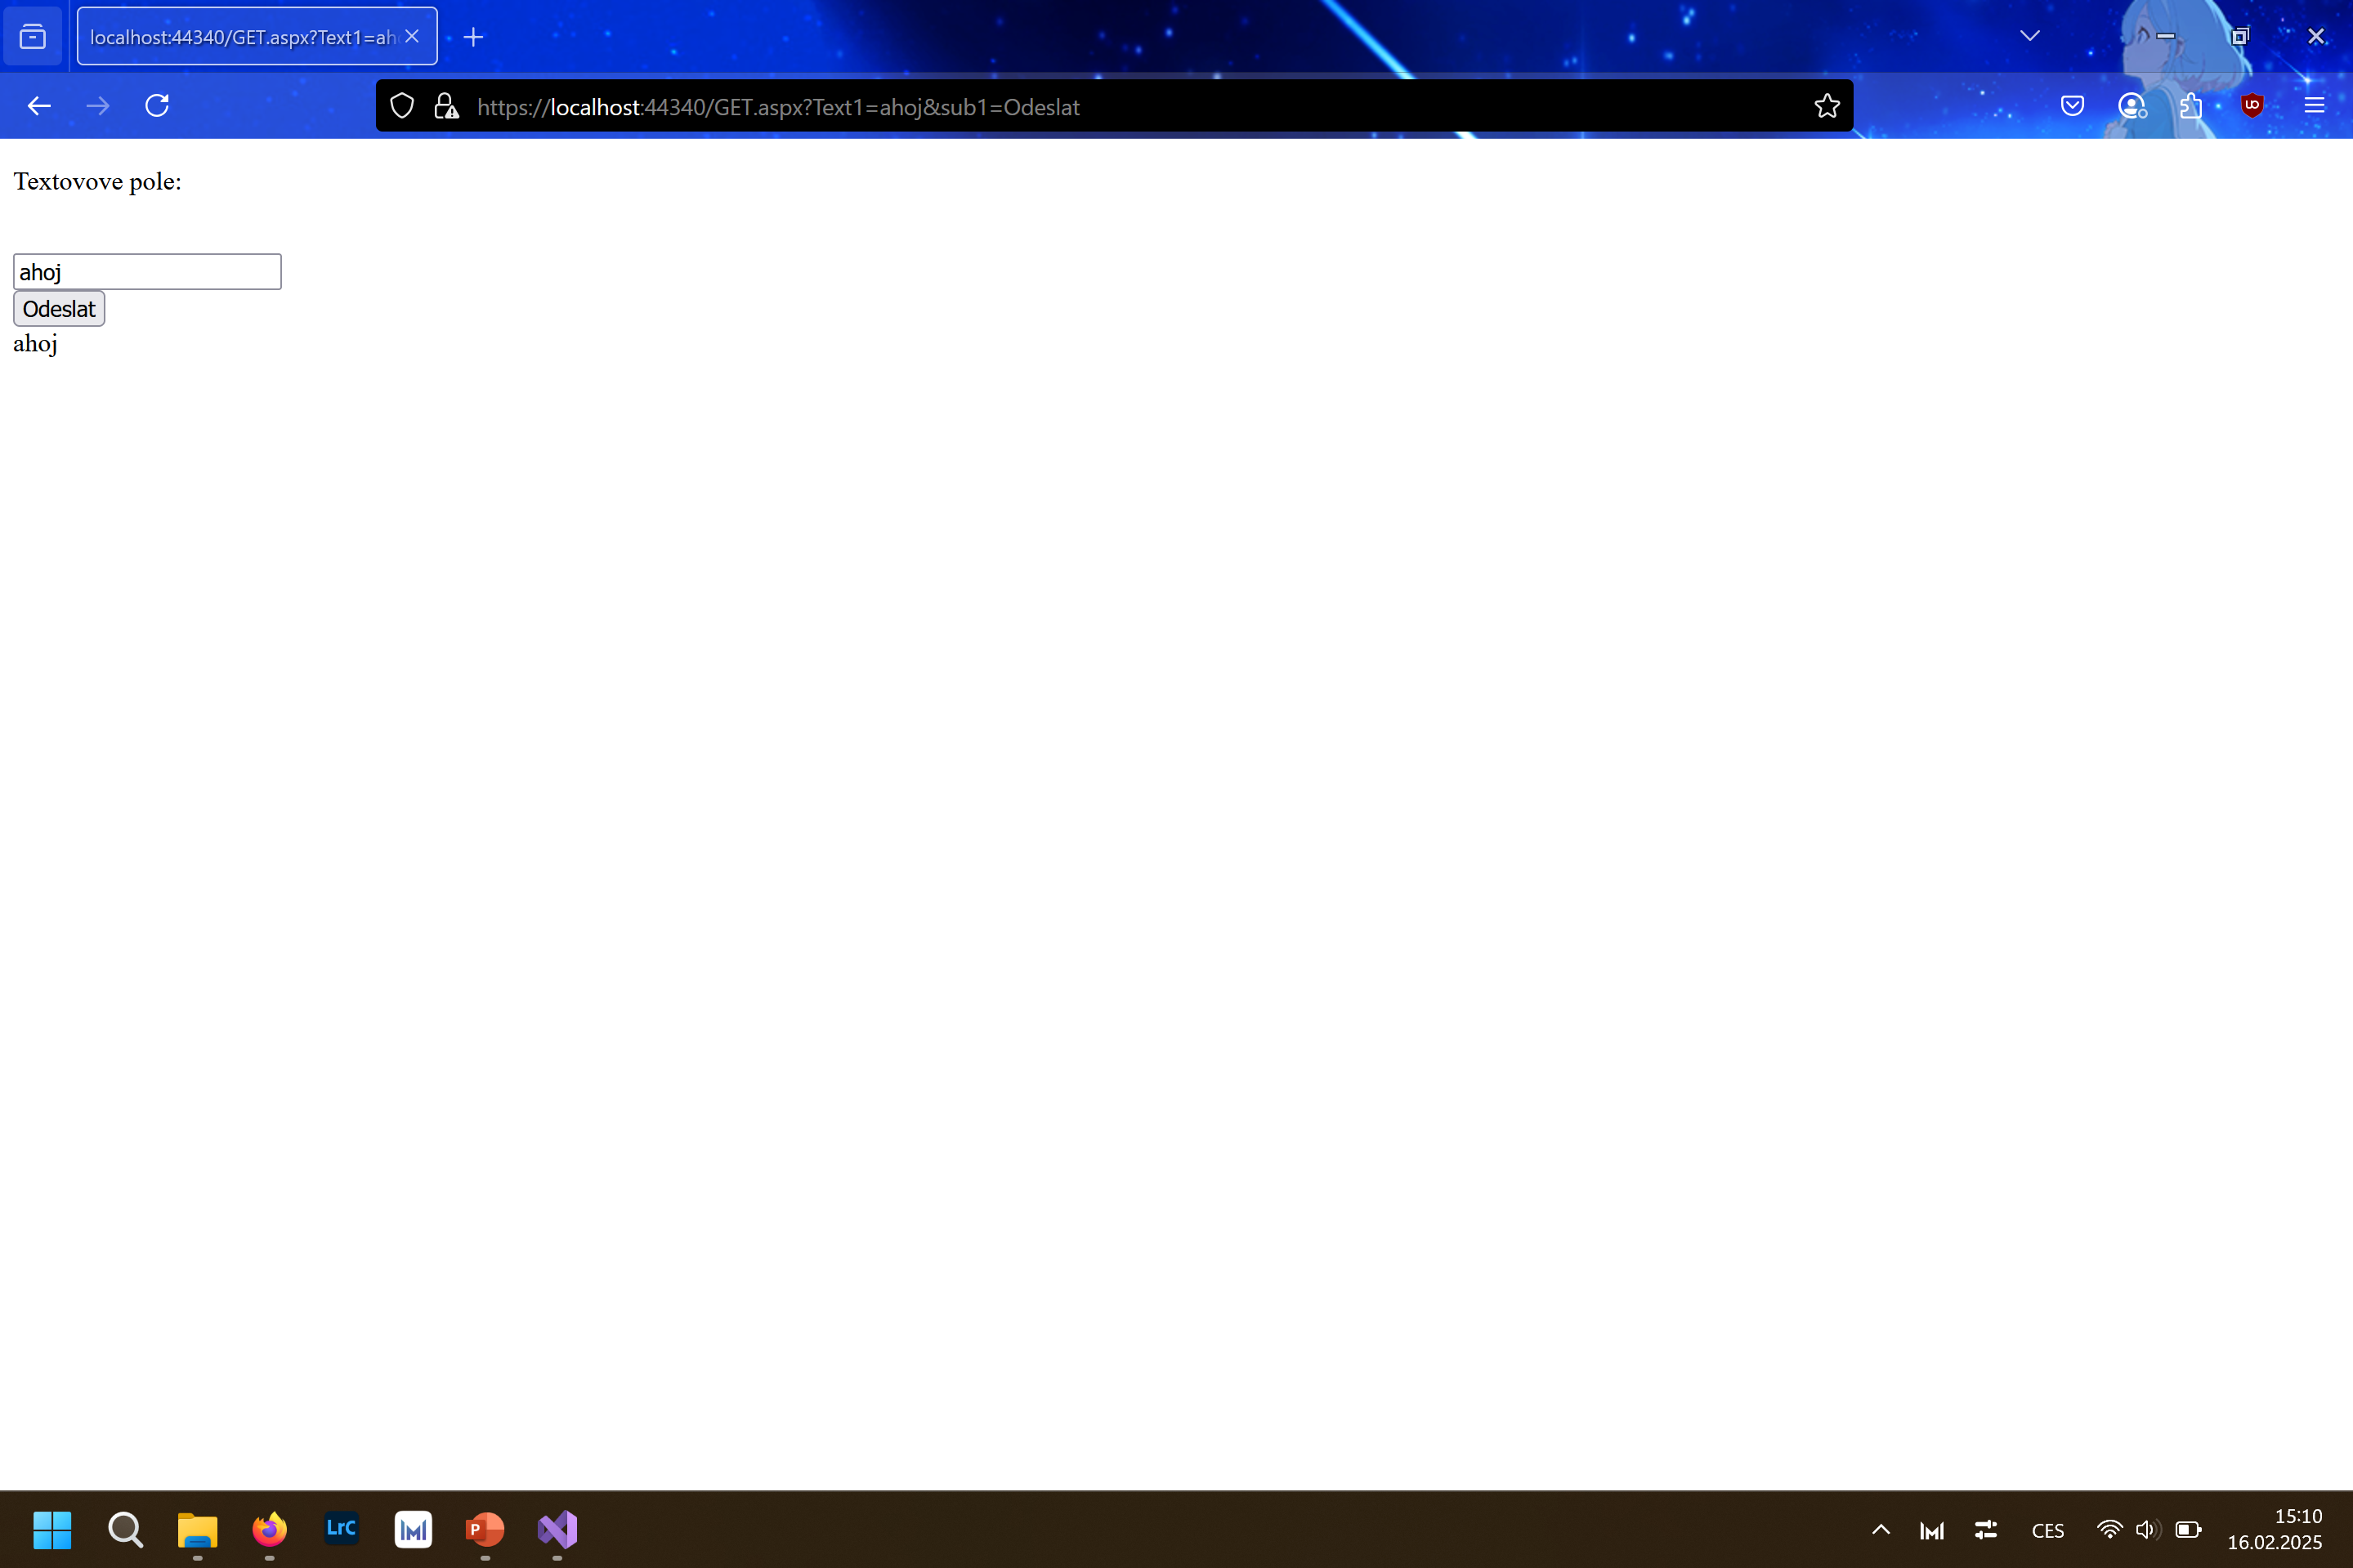 localhost:44340/GET.aspx?Text1=ah
https://localhost:44340/GET.aspx?Text1=ahoj&sub1=Odeslat
Textovove pole:
ahoj
Odeslat
ahoj
LrC
P
CES
15:10
16.02.2025